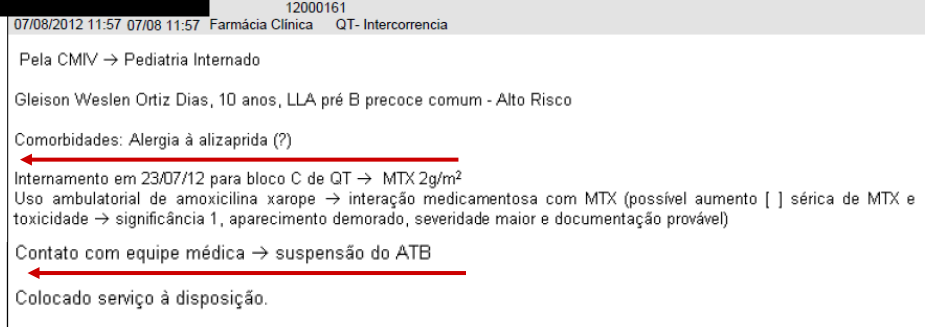 12000161
07/08/2012 11:57 07/08 11:57 Farmácia Clínica QT- Intercorrencia
Pela CMIV → Pediatria Internado
Gleison Weslen Ortiz Dias, 10 anos, LLA pré B precoce comum - Alto Risco
Comorbidades: Alergia à alizaprida (?)
Internamento em 23/07/12 para bloco C de QT → MTX 2g/m²
Uso ambulatorial de amoxicilina xarope → interação medicamentosa com MTX (possível aumento [ ] sérica de MTX e
toxicidade → significância 1, aparecimento demorado, severidade maior e documentação provável)
Contato com equipe médica → suspensão do ATB
Colocado serviço à disposição.